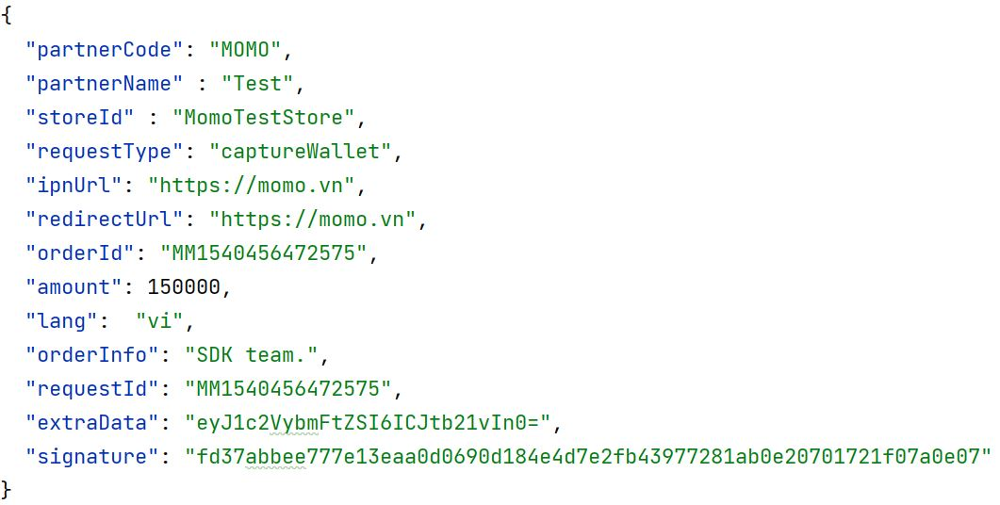 {
"partnerCode": "MOMO",
"partnerName" : "Test",
"storeId" : "MomoTestStore",
"requestType": "captureWallet",
"ipnUrl": "https://momo.vn",
"redirectUrl": "https://momo.vn",
"orderId": "MM1540456472575",
"amount": 150000,
"lang":  "vi",
"orderInfo": "SDK team.",
"requestId": "MM1540456472575",
"extraData": "eyJ1c2VybmFtZSI6ICJtb21vIn0=",
"signature": "fd37abbee777e13eaa0d0690d184e4d7e2fb43977281ab0e20701721f07a0e07"
}